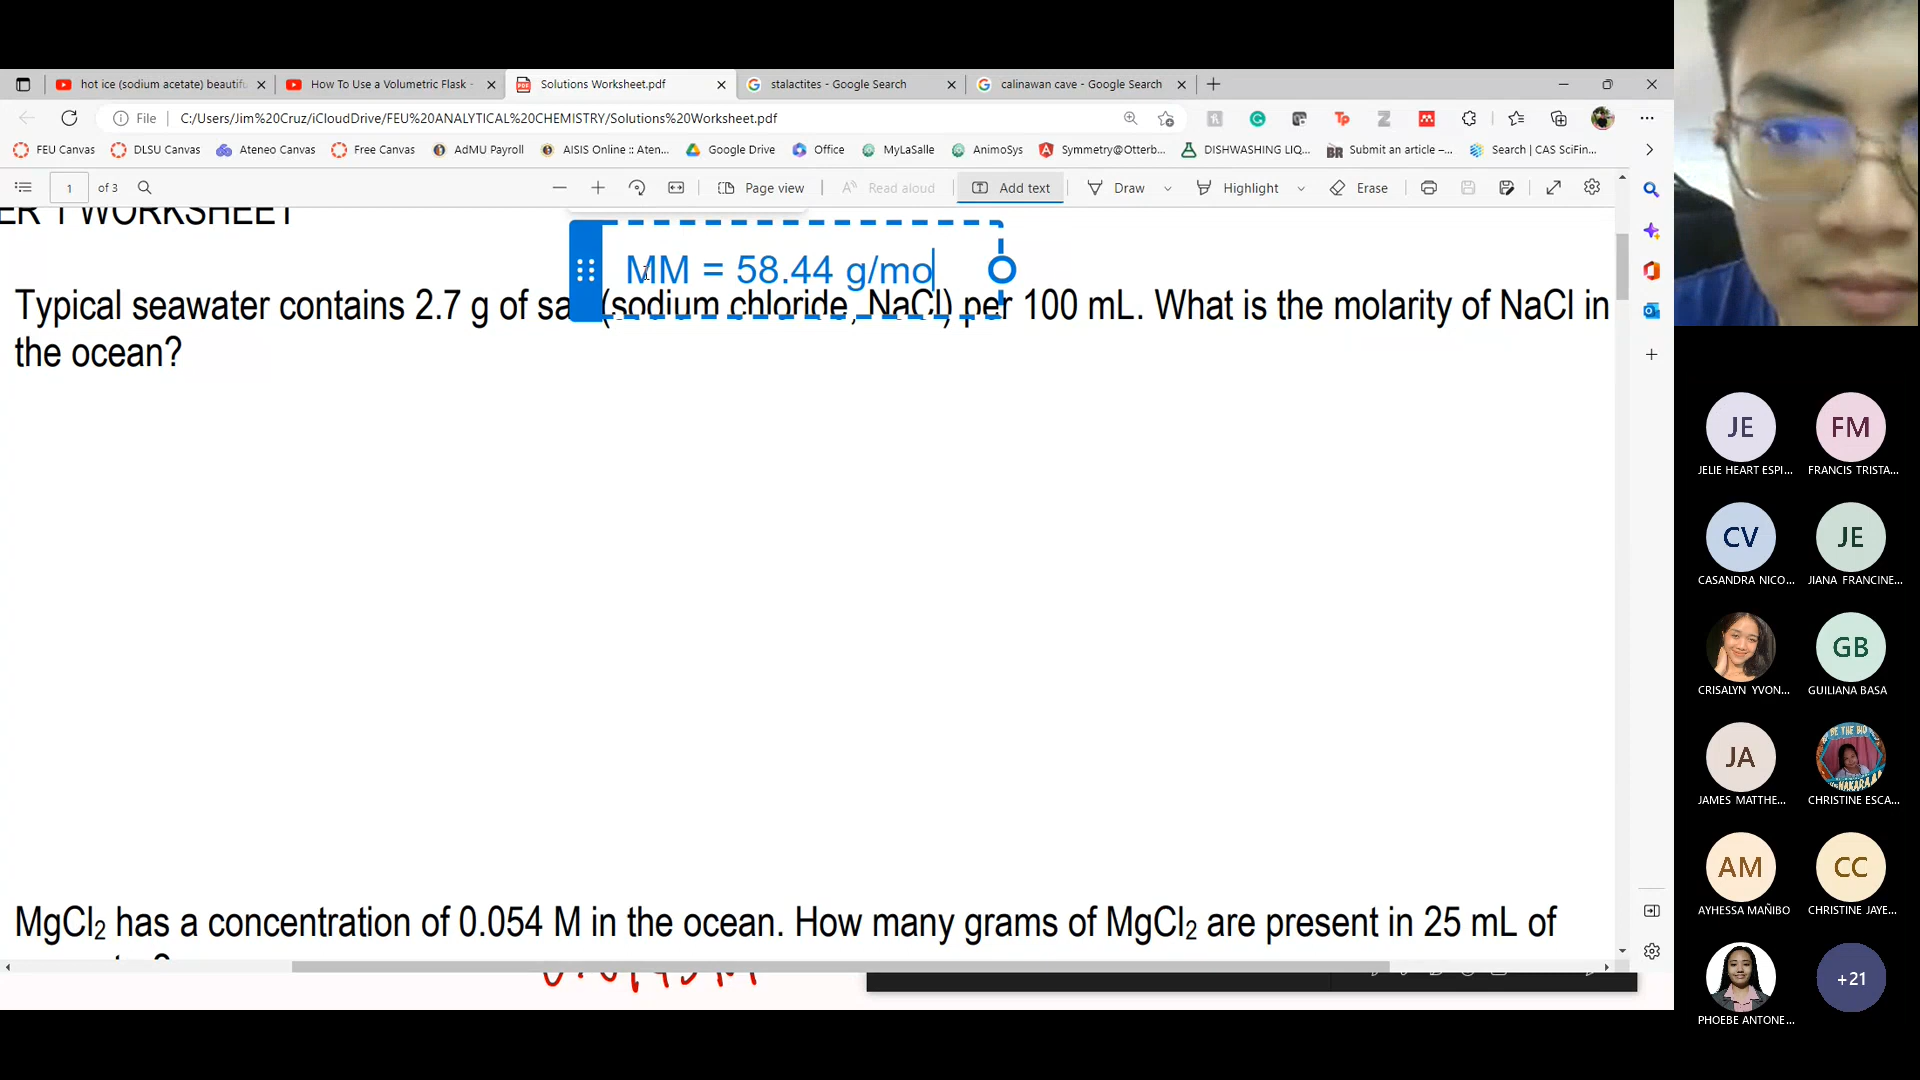 hot ice (sodium acetate) beautifu
How To Use a Volumetric Flask -
Solutions Worksheet.pdf
stalactites - Google Search
calinawan cave - Google Search
File
C:/Users/Jim%20Cruz/iCloudDrive/FEU%20ANALYTICAL%20CHEMISTRY/Solutions%20Worksheet.pdf
FEU Canvas
DLSU Canvas
Ateneo Canvas
Free Canvas
AdMU Payroll
AISIS Online :: Aten...
Google Drive
Office
MyLaSalle
AnimoSys
Symmetry@Otterb...
DISHWASHING LIQ...
Submit an article –...
Search | CAS SciFin...
1 of 3
Page view
Read aloud
Add text
Draw
Highlight
Erase
ER 1 WORKSHEET
MM = 58.44 g/mo
Typical seawater contains 2.7 g of sa (sodium chloride, NaCl) per 100 mL. What is the molarity of NaCl in
the ocean?
MgCl₂ has a concentration of 0.054 M in the ocean. How many grams of MgCl₂ are present in 25 mL of
JE
JELIE HEART ESPI...
FM
FRANCIS TRISTA...
CV
CASANDRA NICO...
JE
JIANA FRANCINE...
CRISALYN YVON...
GB
GUILIANA BASA
JA
JAMES MATTHE...
CHRISTINE ESCA...
AM
AYHESSA MAÑIBO
CC
CHRISTINE JAYE...
PHOEBE ANTONE...
+21